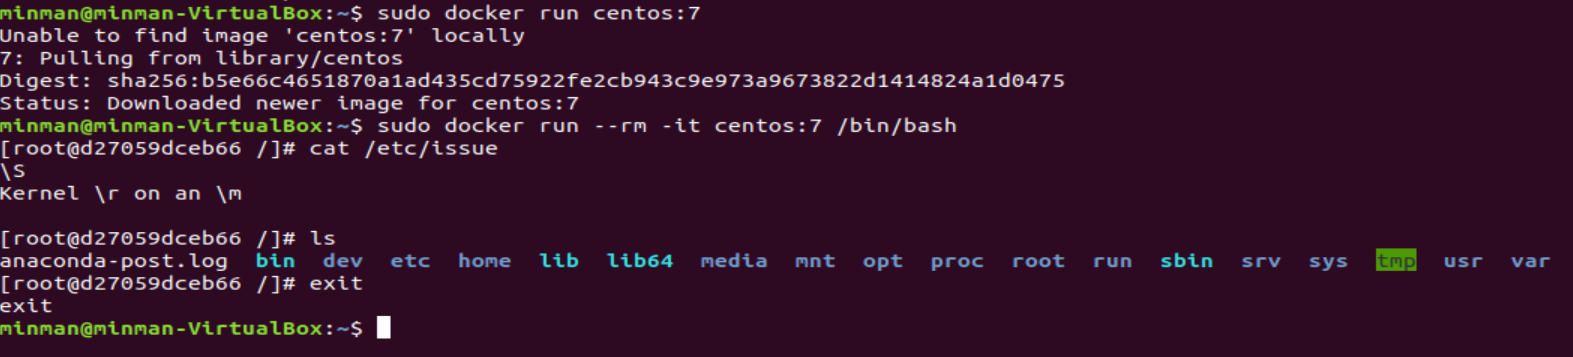 minman@minman-VirtualBox:~$ sudo docker run centos:7
Unable to find image 'centos:7' locally
7: Pulling from library/centos
Digest: sha256:b5e66c4651870a1ad435cd75922fe2cb943c9e973a9673822d1414824a1d0475
Status: Downloaded newer image for centos:7
minman@minman-VirtualBox:~$ sudo docker run --rm -it centos:7 /bin/bash
[root@d27059dceb66 /]# cat /etc/issue
\S
Kernel \r on an \m
[root@d27059dceb66 /]# ls
anaconda-post.log  bin  dev  etc  home  lib  lib64  media  mnt  opt  proc  root  run  sbin  srv  sys  tmp  usr  var
[root@d27059dceb66 /]# exit
exit
minman@minman-VirtualBox:~$